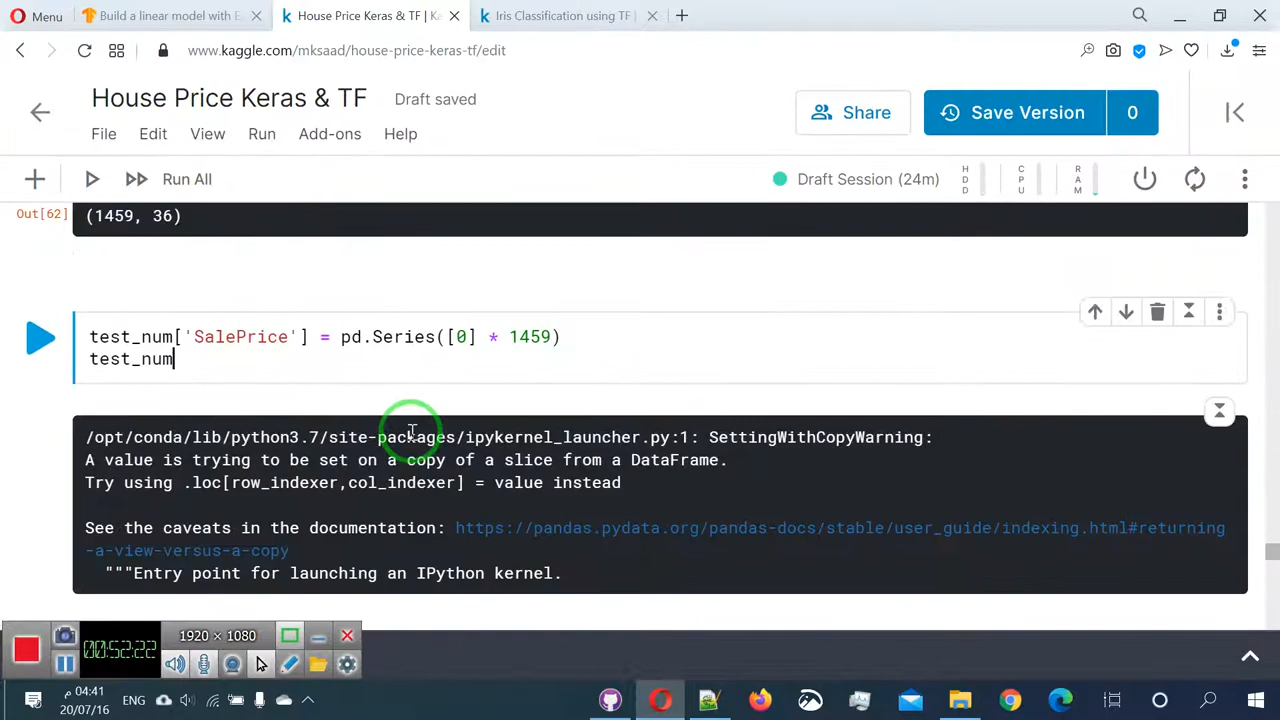 Menu
Build a linear model with E
House Price Keras & TF | Ka
Iris Classification using TF |
www.kaggle.com/mksaad/house-price-keras-tf/edit
House Price Keras & TF
Draft saved
Share
Save Version
0
File Edit View Run Add-ons Help
Run All
Draft Session (24m)
HDD
CPU
RAM
Out[62]
(1459, 36)
test_num['SalePrice'] = pd.Series([0] * 1459)
test_num
/opt/conda/lib/python3.7/site-packages/ipykernel_launcher.py:1: SettingWithCopyWarning:
A value is trying to be set on a copy of a slice from a DataFrame.
Try using .loc[row_indexer,col_indexer] = value instead
See the caveats in the documentation: https://pandas.pydata.org/pandas-docs/stable/user_guide/indexing.html#returning
-a-view-versus-a-copy
"""Entry point for launching an IPython kernel.
1920 × 1080
00:52:22
ENG
04:41 م
20/07/16